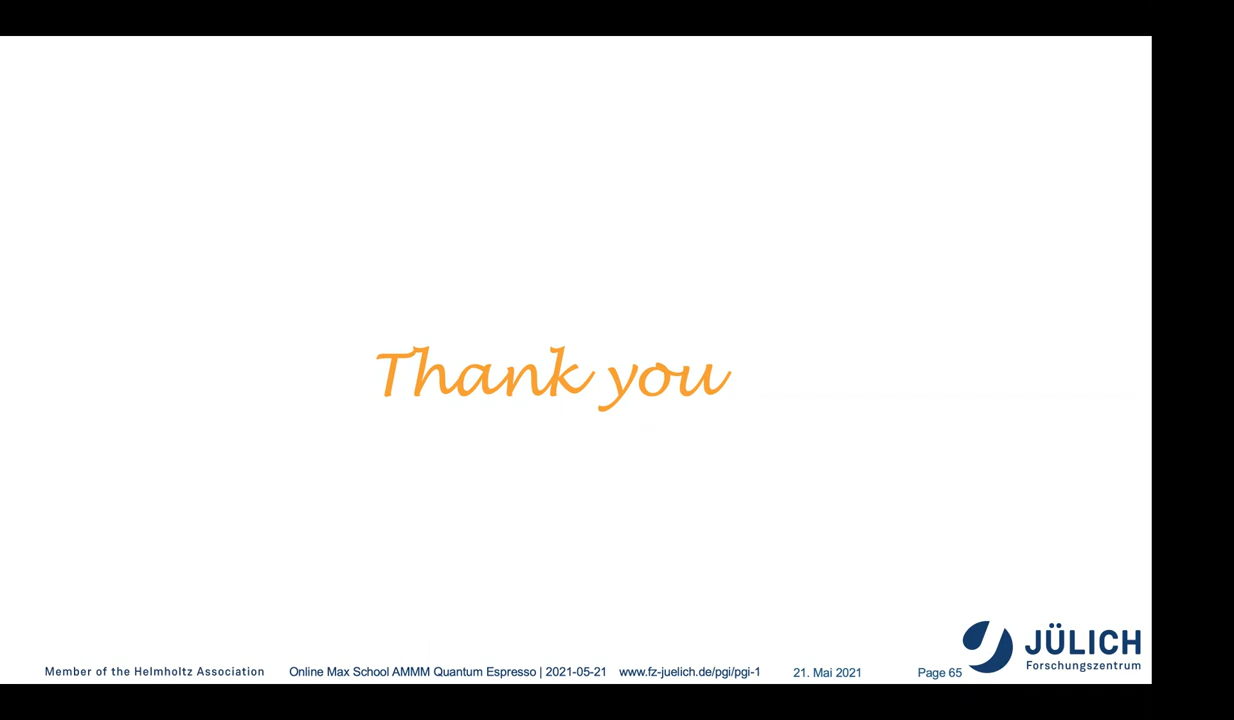 Thank you
JÜLICH
Forschungszentrum
Member of the Helmholtz Association Online Max School AMMM Quantum Espresso | 2021-05-21 www.fz-juelich.de/pgi/pgi-1 21. Mai 2021 Page 65